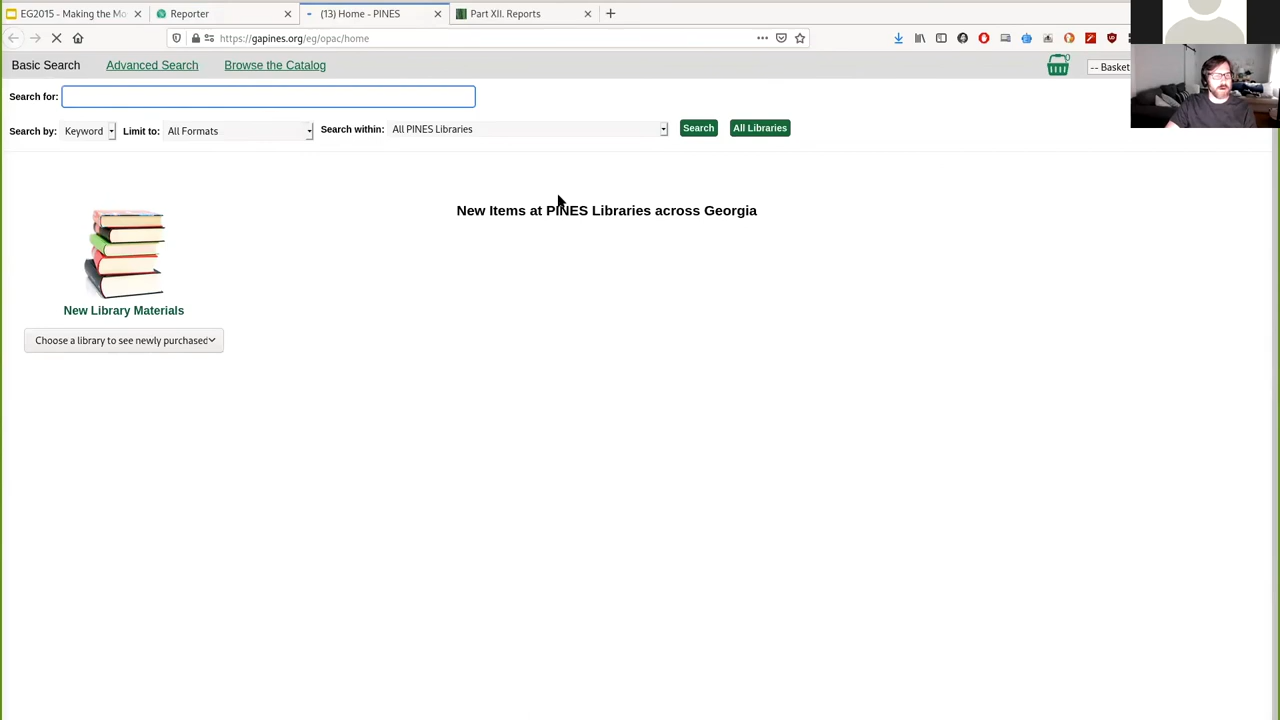 EG2015 - Making the Mo
Reporter
(13) Home - PINES
Part XII. Reports
https://gapines.org/eg/opac/home
Basic Search
Advanced Search
Browse the Catalog
0
-- Basket
Search for:
Search by:
Keyword
Limit to:
All Formats
Search within:
All PINES Libraries
Search
All Libraries
New Items at PINES Libraries across Georgia
New Library Materials
Choose a library to see newly purchased